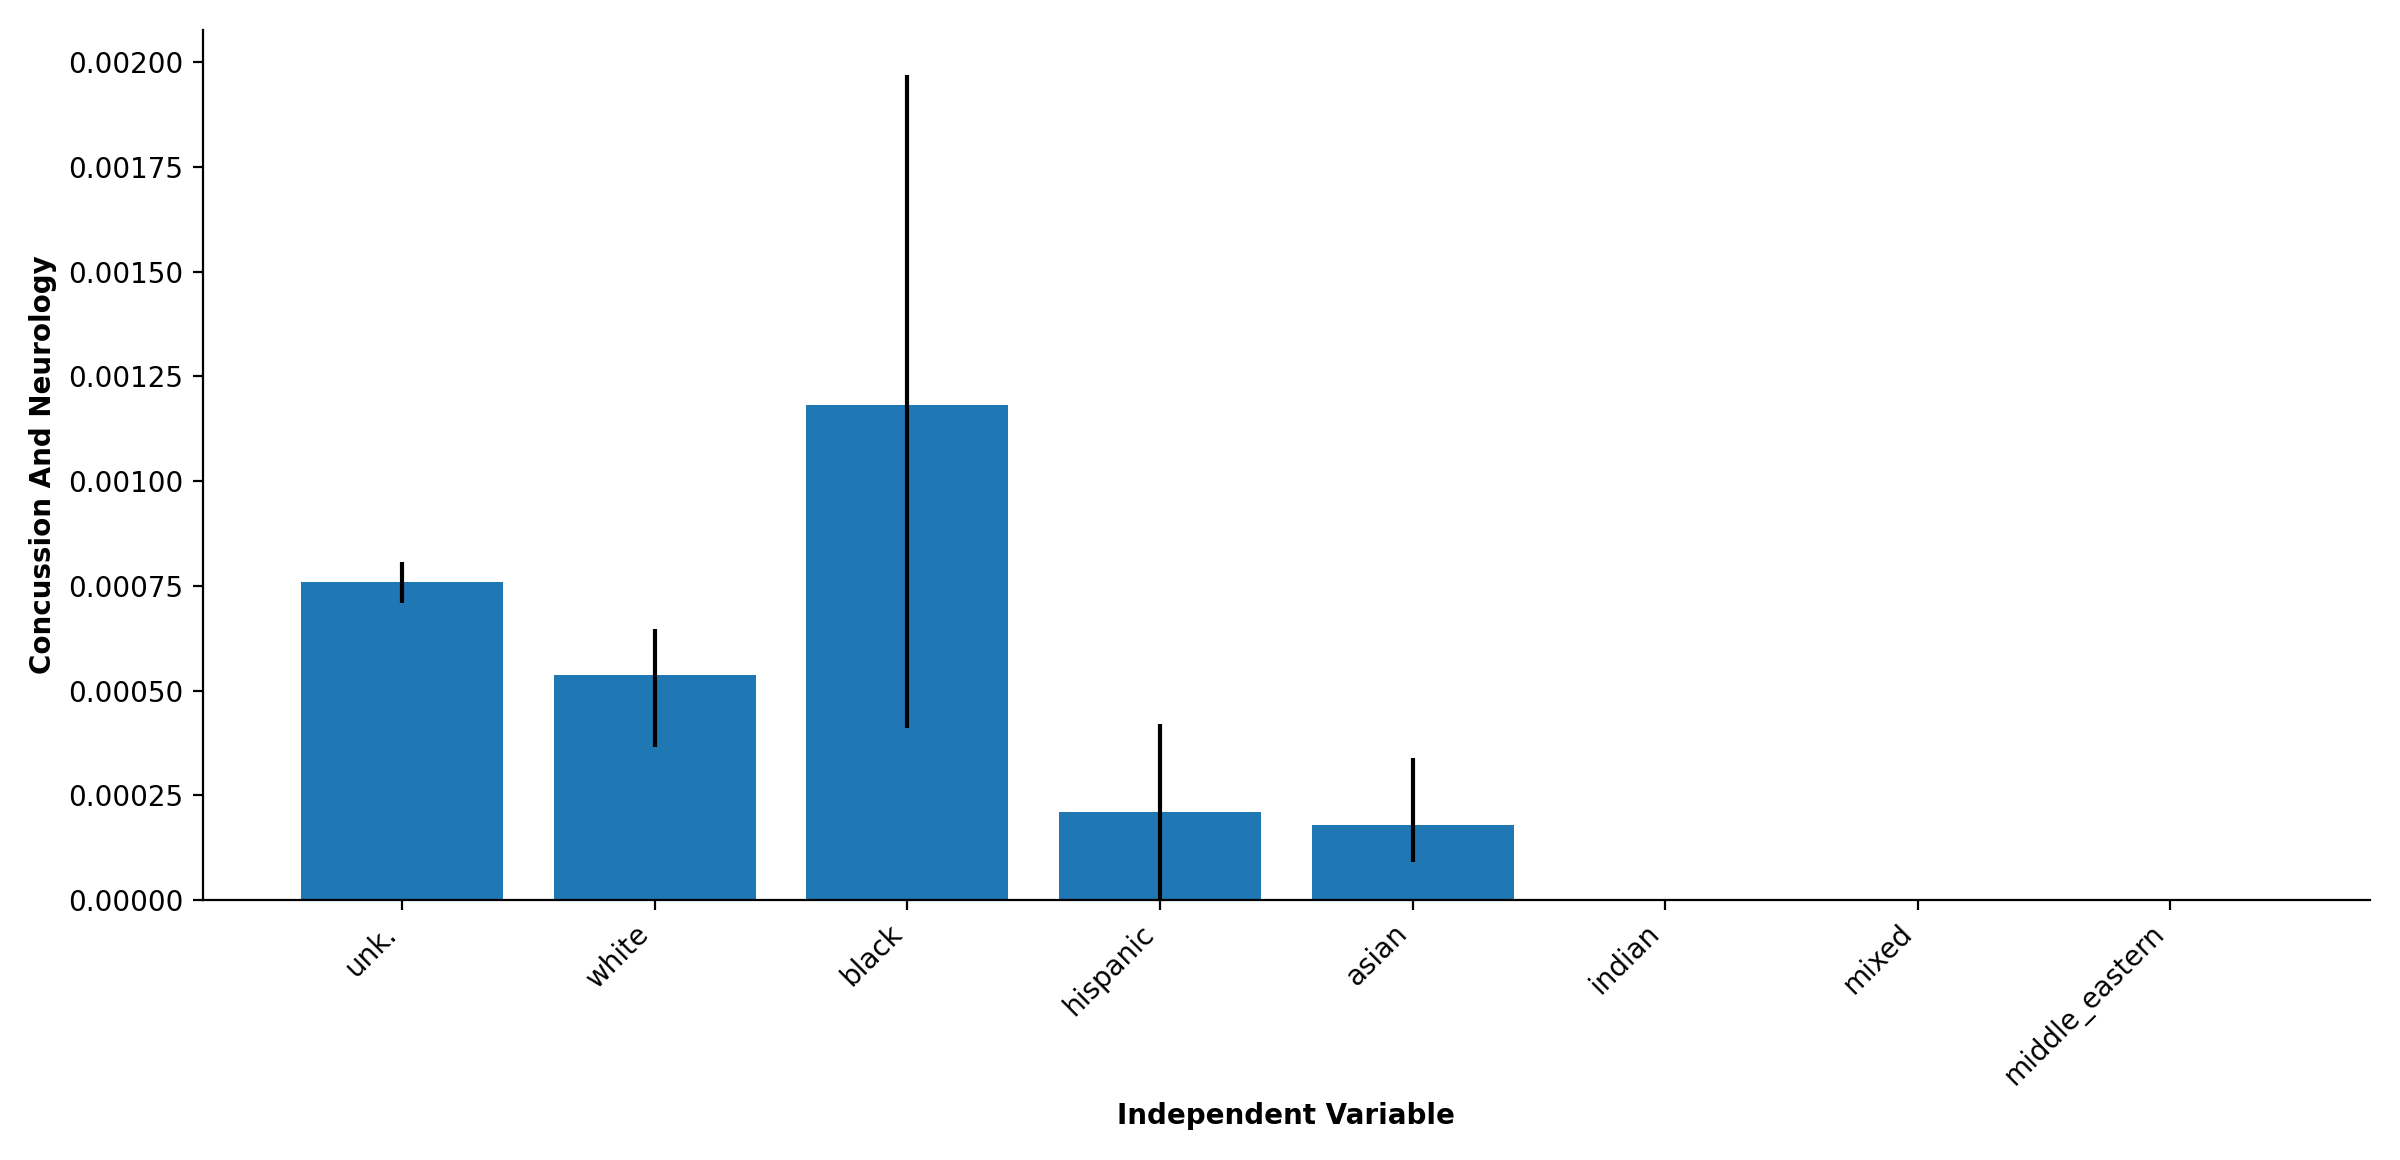 Concussion And Neurology
0.00200
0.00175
0.00150
0.00125
0.00100
0.00075
0.00050
0.00025
0.00000
unk.
white
black
hispanic
asian
indian
mixed
middle_eastern
Independent Variable